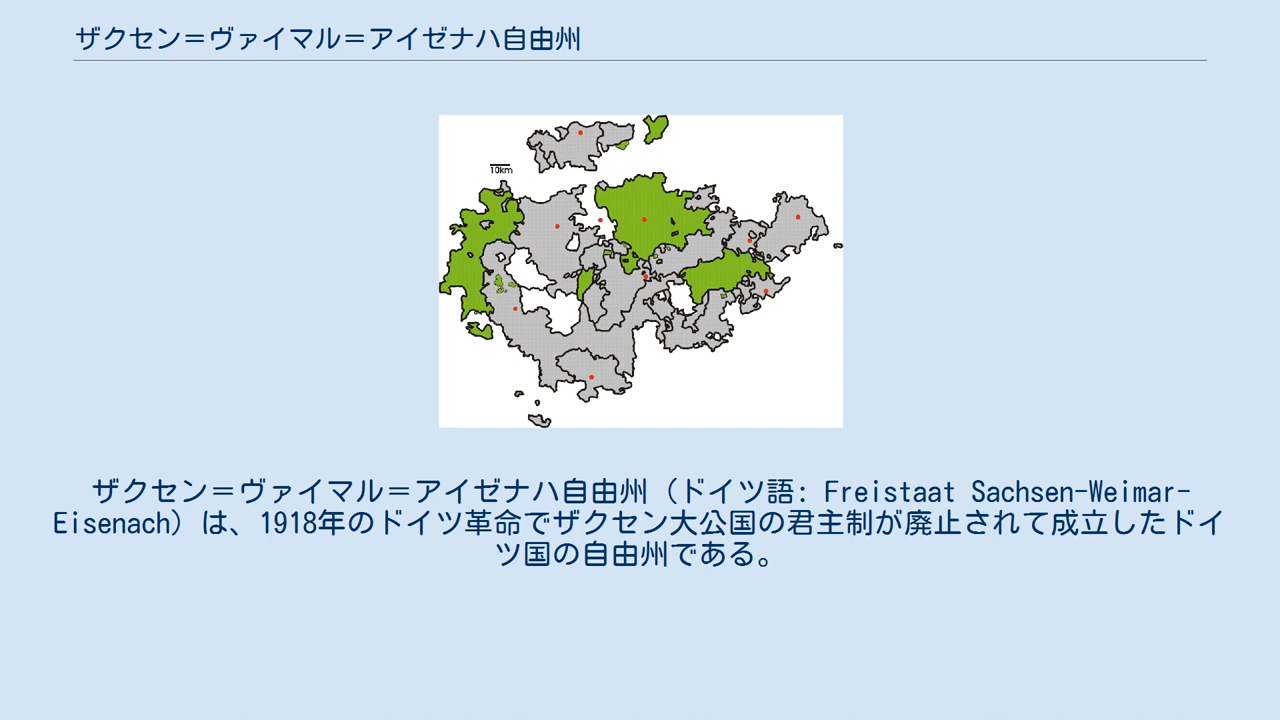 ザクセン＝ヴァイマル＝アイゼナハ自由州
10km
ザクセン＝ヴァイマル＝アイゼナハ自由州（ドイツ語: Freistaat Sachsen-Weimar-
Eisenach）は、1918年のドイツ革命でザクセン大公国の君主制が廃止されて成立したドイ
ツ国の自由州である。